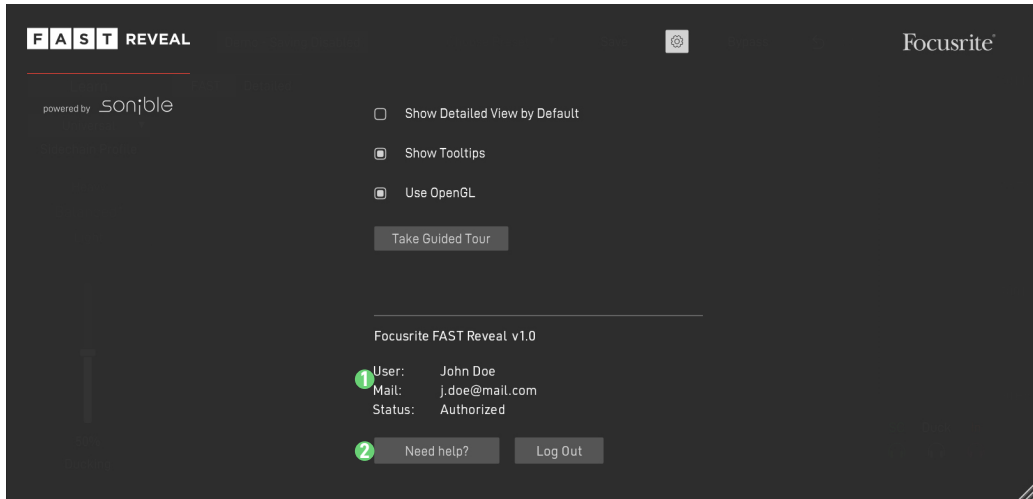 FAST REVEAL
Focusrite®
powered by sonible
Show Detailed View by Default
Show Tooltips
Use OpenGL
Take Guided Tour
Focusrite FAST Reveal v1.0
1
User: John Doe
Mail: j.doe@mail.com
Status: Authorized
2
Need help? Log Out